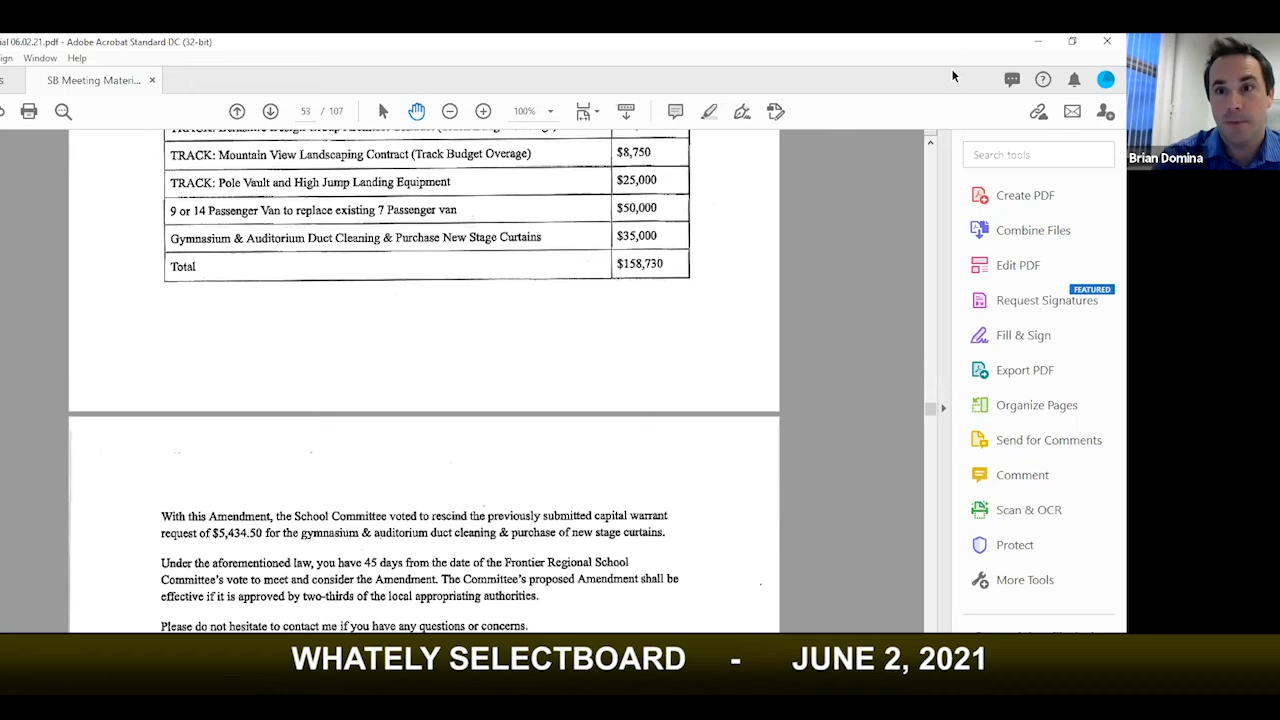 ial 06.02.21.pdf - Adobe Acrobat Standard DC (32-bit)
ign Window Help
s SB Meeting Materi... ×
53 / 107 100%
TRACK: Mountain View Landscaping Contract (Track Budget Overage) $8,750
TRACK: Pole Vault and High Jump Landing Equipment $25,000
9 or 14 Passenger Van to replace existing 7 Passenger van $50,000
Gymnasium & Auditorium Duct Cleaning & Purchase New Stage Curtains $35,000
Total $158,730
With this Amendment, the School Committee voted to rescind the previously submitted capital warrant
request of $5,434.50 for the gymnasium & auditorium duct cleaning & purchase of new stage curtains.
Under the aforementioned law, you have 45 days from the date of the Frontier Regional School
Committee's vote to meet and consider the Amendment. The Committee's proposed Amendment shall be
effective if it is approved by two-thirds of the local appropriating authorities.
Please do not hesitate to contact me if you have any questions or concerns.
Search tools
Create PDF
Combine Files
Edit PDF
FEATURED
Request Signatures
Fill & Sign
Export PDF
Organize Pages
Send for Comments
Comment
Scan & OCR
Protect
More Tools
Brian Domina
WHATELY SELECTBOARD - JUNE 2, 2021